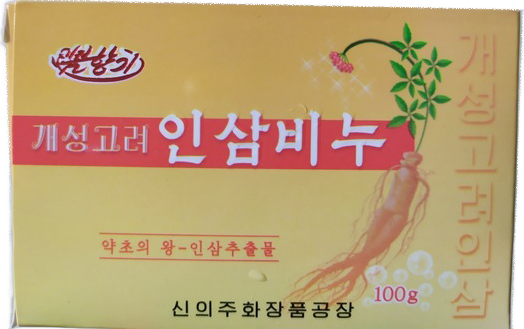 봄향기
개성고려 인삼비누
약초의 왕-인삼추출물
100g
신의주화장품공장
개성고려인삼